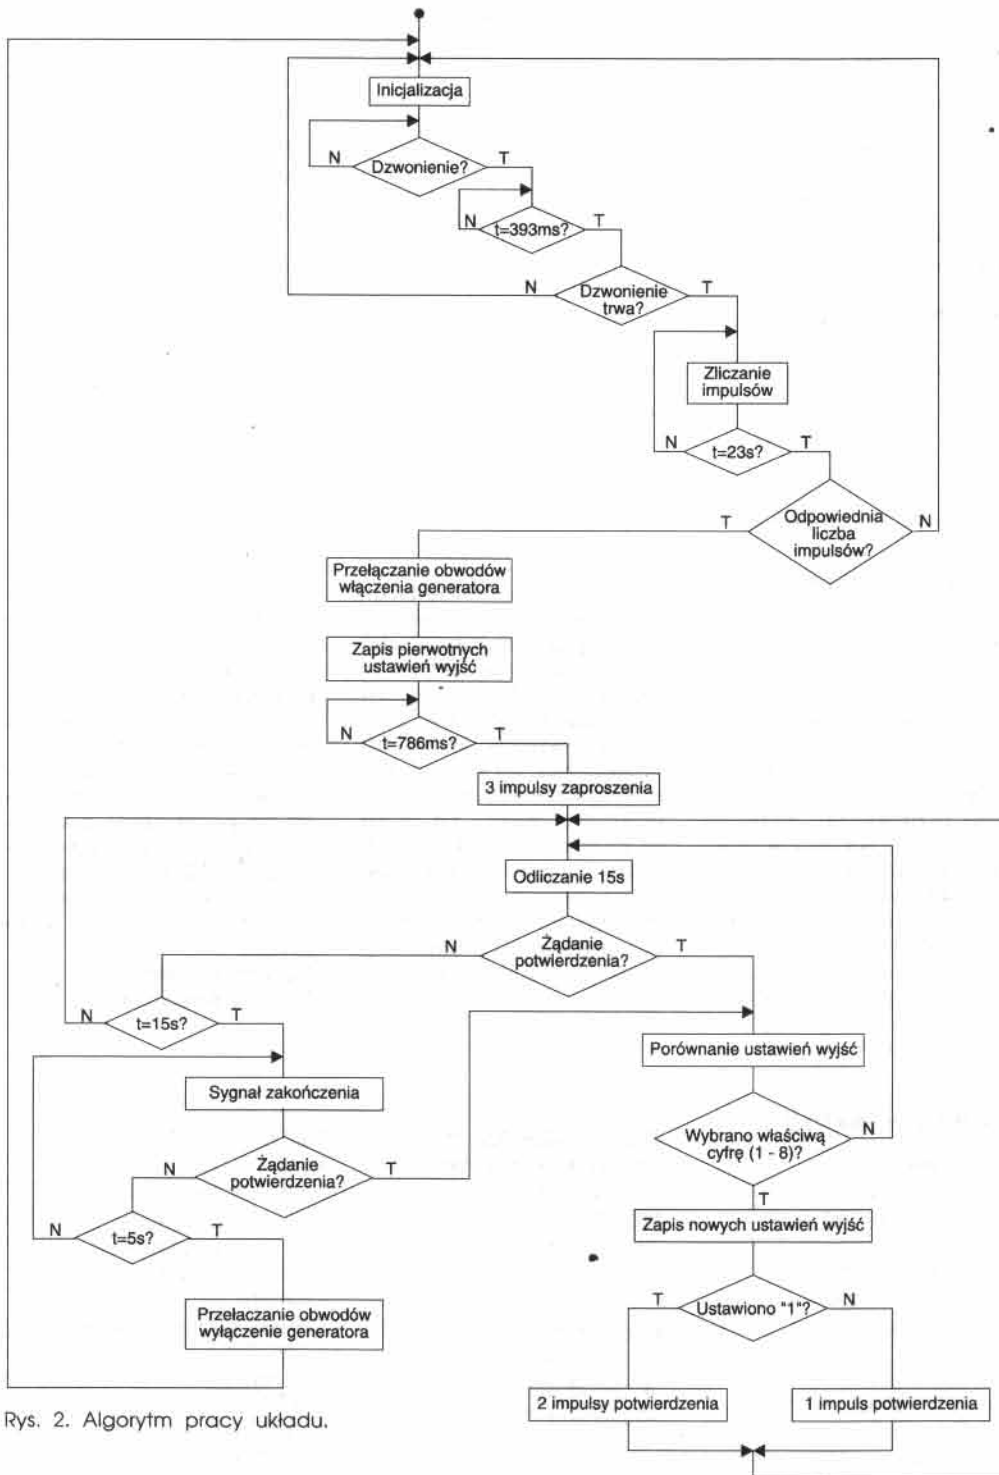 Inicjalizacja
N
Dzwonienie?
T
N
t=393ms?
T
N
Dzwonienie
trwa?
T
Zliczanie
impulsów
N
t=23s?
T
T
Odpowiednia
liczba
impulsów?
N
Przełączanie obwodów
włączenia generatora
Zapis pierwotnych
ustawień wyjść
N
t=786ms?
T
3 impulsy zaproszenia
Odliczanie 15s
N
Żądanie
potwierdzenia?
T
N
t=15s?
T
Porównanie ustawień wyjść
Sygnał zakończenia
Wybrano właściwą
cyfrę (1 - 8)?
N
N
Żądanie
potwierdzenia?
T
T
Zapis nowych ustawień wyjść
N
t=5s?
T
T
Ustawiono "1"?
N
Przełaczanie obwodów
wyłączenie generatora
2 impulsy potwierdzenia
1 impuls potwierdzenia
Rys. 2. Algorytm pracy układu.